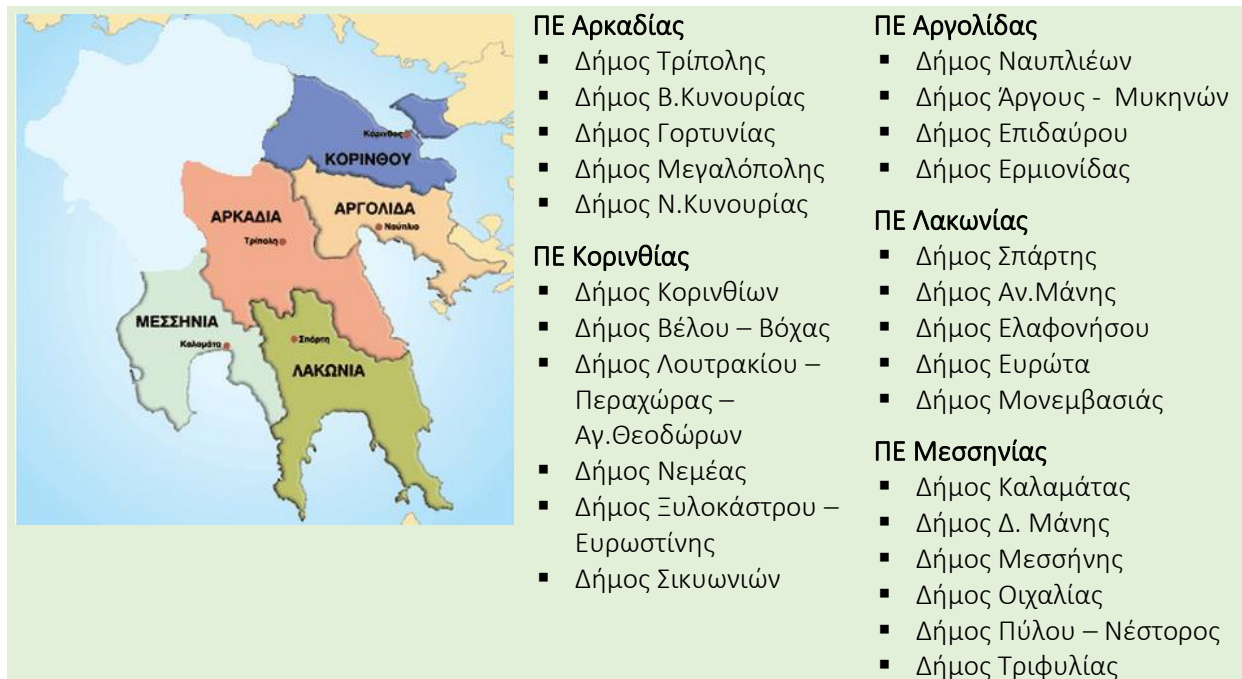 Κόρινθος
ΚΟΡΙΝΘΟΥ
ΑΡΚΑΔΙΑ
Τρίπολη
ΑΡΓΟΛΙΔΑ
Ναύπλιο
ΜΕΣΣΗΝΙΑ
Καλαμάτα
Σπάρτη
ΛΑΚΩΝΙΑ
ΠΕ Αρκαδίας
▪ Δήμος Τρίπολης
▪ Δήμος Β.Κυνουρίας
▪ Δήμος Γορτυνίας
▪ Δήμος Μεγαλόπολης
▪ Δήμος Ν.Κυνουρίας
ΠΕ Κορινθίας
▪ Δήμος Κορινθίων
▪ Δήμος Βέλου – Βόχας
▪ Δήμος Λουτρακίου –
Περαχώρας –
Αγ.Θεοδώρων
▪ Δήμος Νεμέας
▪ Δήμος Ξυλοκάστρου –
Ευρωστίνης
▪ Δήμος Σικυωνιών
ΠΕ Αργολίδας
▪ Δήμος Ναυπλιέων
▪ Δήμος Άργους - Μυκηνών
▪ Δήμος Επιδαύρου
▪ Δήμος Ερμιονίδας
ΠΕ Λακωνίας
▪ Δήμος Σπάρτης
▪ Δήμος Αν.Μάνης
▪ Δήμος Ελαφονήσου
▪ Δήμος Ευρώτα
▪ Δήμος Μονεμβασιάς
ΠΕ Μεσσηνίας
▪ Δήμος Καλαμάτας
▪ Δήμος Δ. Μάνης
▪ Δήμος Μεσσήνης
▪ Δήμος Οιχαλίας
▪ Δήμος Πύλου – Νέστορος
▪ Δήμος Τριφυλίας